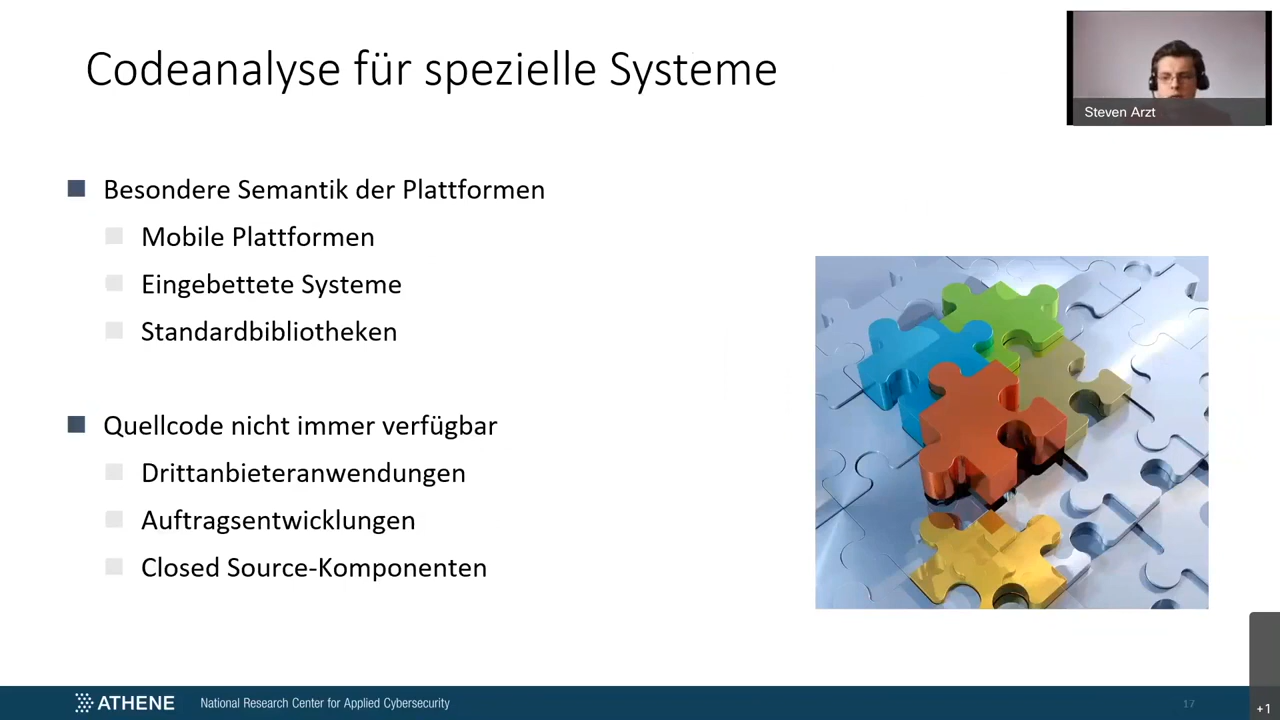 Codeanalyse für spezielle Systeme
Steven Arzt
Besondere Semantik der Plattformen
Mobile Plattformen
Eingebettete Systeme
Standardbibliotheken
Quellcode nicht immer verfügbar
Drittanbieteranwendungen
Auftragsentwicklungen
Closed Source-Komponenten
ATHENE National Research Center for Applied Cybersecurity 17
+1